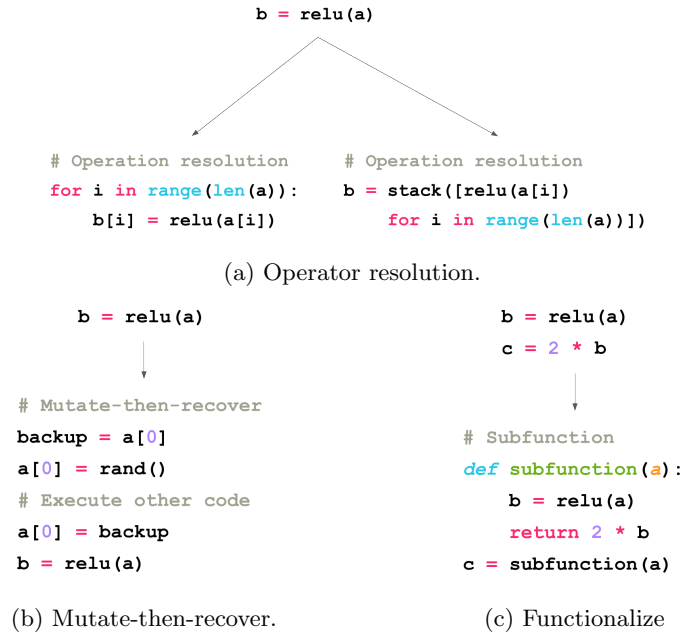 b = relu(a)
# Operation resolution
for i in range(len(a)):
b[i] = relu(a[i])
# Operation resolution
b = stack([relu(a[i])
for i in range(len(a))])
(a) Operator resolution.
b = relu(a)
# Mutate-then-recover
backup = a[0]
a[0] = rand()
# Execute other code
a[0] = backup
b = relu(a)
(b) Mutate-then-recover.
b = relu(a)
c = 2 * b
# Subfunction
def subfunction(a):
b = relu(a)
return 2 * b
c = subfunction(a)
(c) Functionalize